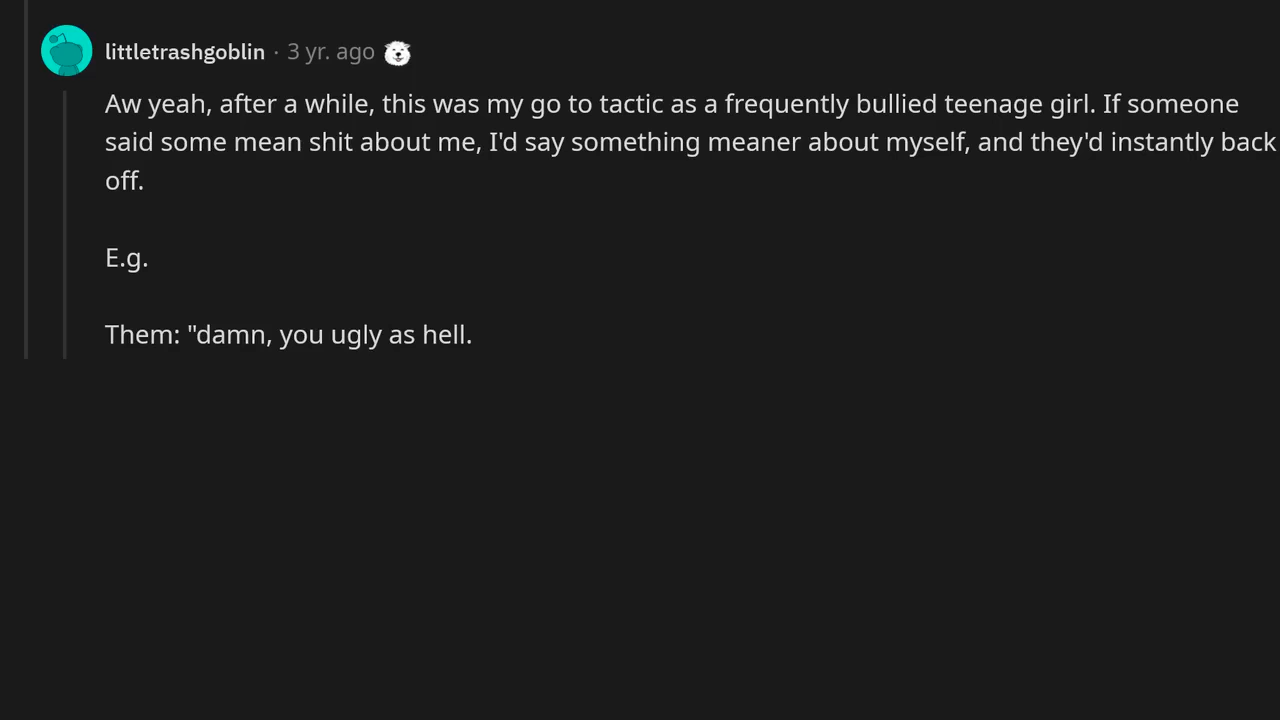 littletrashgoblin · 3 yr. ago
Aw yeah, after a while, this was my go to tactic as a frequently bullied teenage girl. If someone
said some mean shit about me, I'd say something meaner about myself, and they'd instantly back
off.
E.g.
Them: "damn, you ugly as hell.